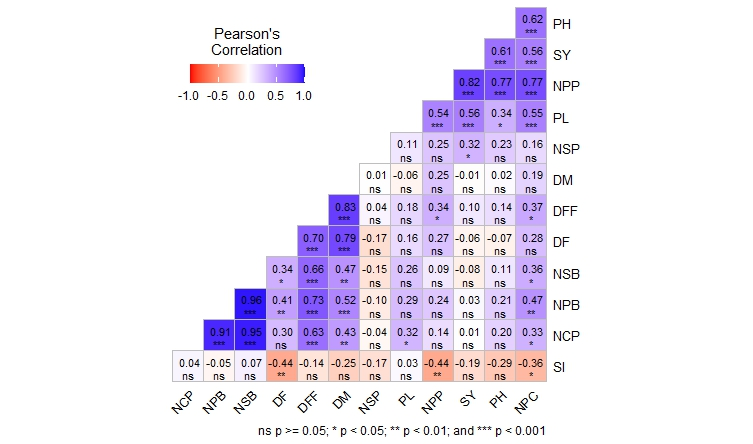 Pearson's
Correlation
-1.0 -0.5 0.0 0.5 1.0
0.62 PH
***
0.61 0.56 SY
*** ***
0.82 0.77 0.77 NPP
*** *** ***
0.54 0.56 0.34 0.55 PL
*** *** * ***
0.11 0.25 0.32 0.23 0.16 NSP
ns ns * ns ns
0.01 -0.06 0.25 -0.01 0.02 0.19 DM
ns ns ns ns ns ns
0.83 0.04 0.18 0.34 0.10 0.14 0.37 DFF
*** ns ns * ns ns *
0.70 0.79 -0.17 0.16 0.27 -0.06 -0.07 0.28 DF
*** *** ns ns ns ns ns ns
0.34 0.66 0.47 -0.15 0.26 0.09 -0.08 0.11 0.36 NSB
* *** ** ns ns ns ns ns *
0.96 0.41 0.73 0.52 -0.10 0.29 0.24 0.03 0.21 0.47 NPB
*** ** *** *** ns ns ns ns ns **
0.91 0.95 0.30 0.63 0.43 -0.04 0.32 0.14 0.01 0.20 0.33 NCP
*** *** ns *** ** ns * ns ns ns *
0.04 -0.05 0.07 -0.44 -0.14 -0.25 -0.17 0.03 -0.44 -0.19 -0.29 -0.36 SI
ns ns ns ** ns ns ns ns ** ns ns *
NCP NPB NSB DF DFF DM NSP PL NPP SY PH NPC
ns p >= 0.05; * p < 0.05; ** p < 0.01; and *** p < 0.001